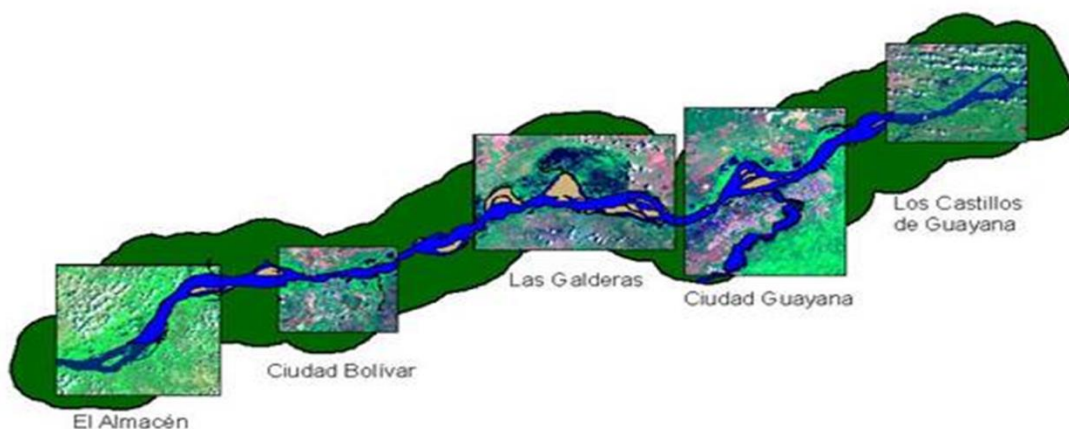 Los Castillos
de Guayana
Las Galderas
Ciudad Guayana
Ciudad Bolívar
El Almacén